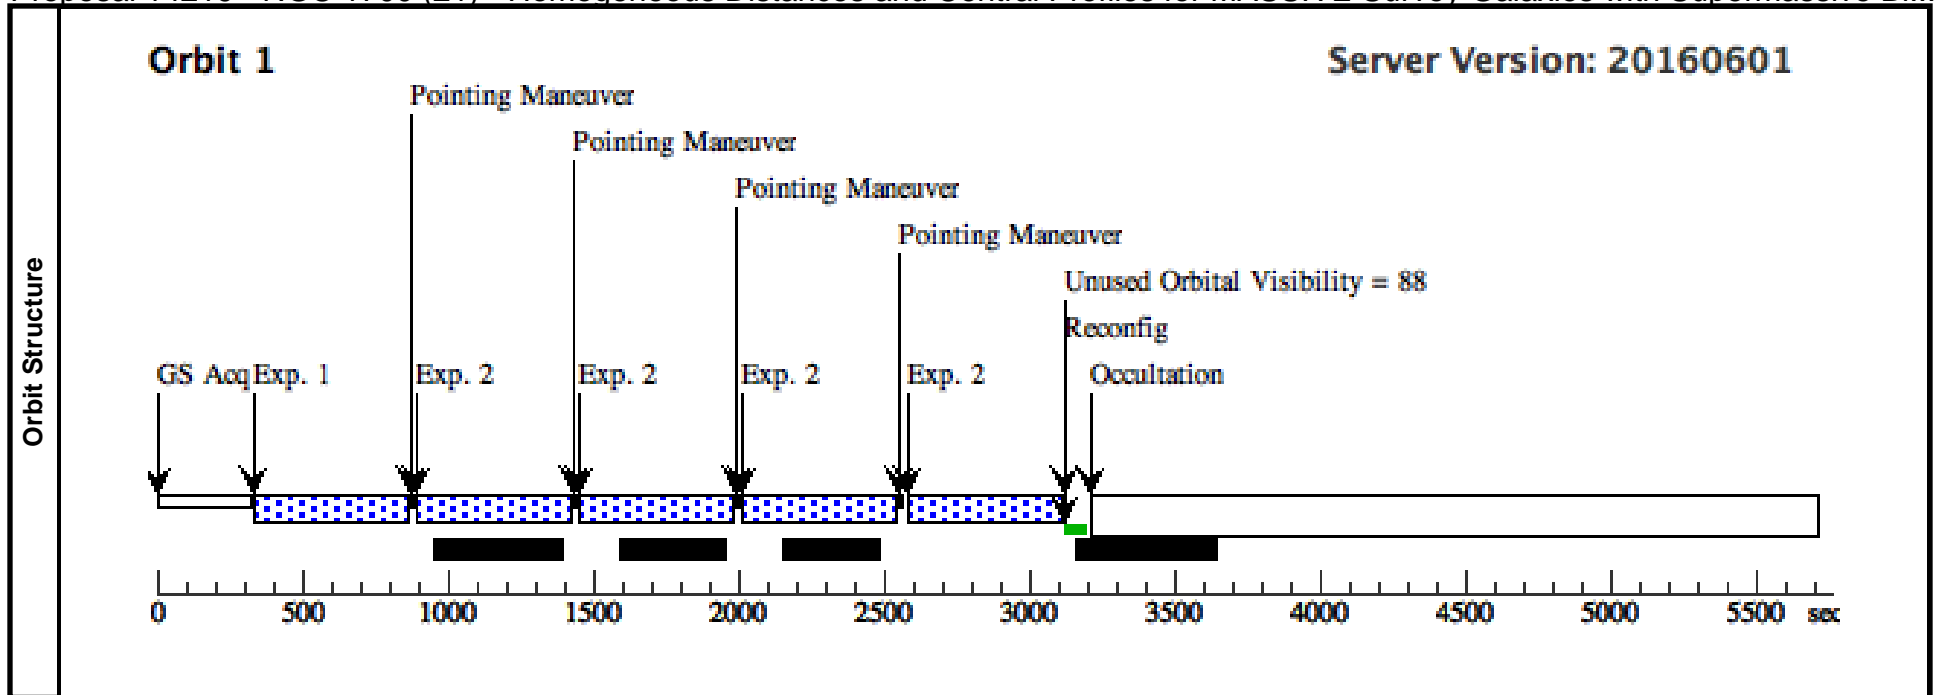 Orbit 1
Server Version: 20160601
Pointing Maneuver
Pointing Maneuver
Pointing Maneuver
Pointing Maneuver
Unused Orbital Visibility = 88
Reconfig
GS Acq Exp. 1 Exp. 2 Exp. 2 Exp. 2 Exp. 2 Occultation
Orbit Structure
0 500 1000 1500 2000 2500 3000 3500 4000 4500 5000 5500 sec